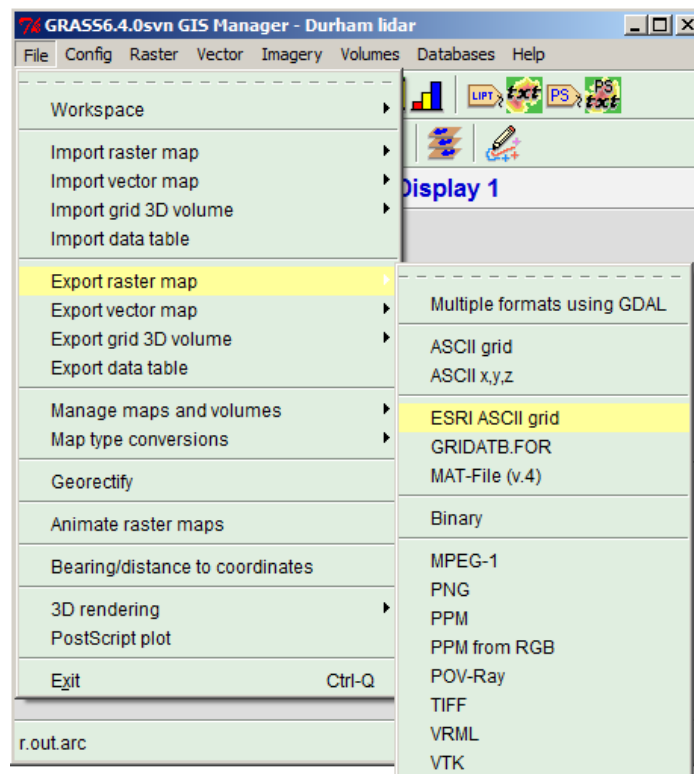 GRASS6.4.0svn GIS Manager - Durham lidar
File Config Raster Vector Imagery Volumes Databases Help
LIPT txt PS PS txt
Display 1
Workspace
Import raster map
Import vector map
Import grid 3D volume
Import data table
Export raster map
Export vector map
Export grid 3D volume
Export data table
Manage maps and volumes
Map type conversions
Georectify
Animate raster maps
Bearing/distance to coordinates
3D rendering
PostScript plot
Exit Ctrl-Q
r.out.arc
Multiple formats using GDAL
ASCII grid
ASCII x,y,z
ESRI ASCII grid
GRIDATB.FOR
MAT-File (v.4)
Binary
MPEG-1
PNG
PPM
PPM from RGB
POV-Ray
TIFF
VRML
VTK